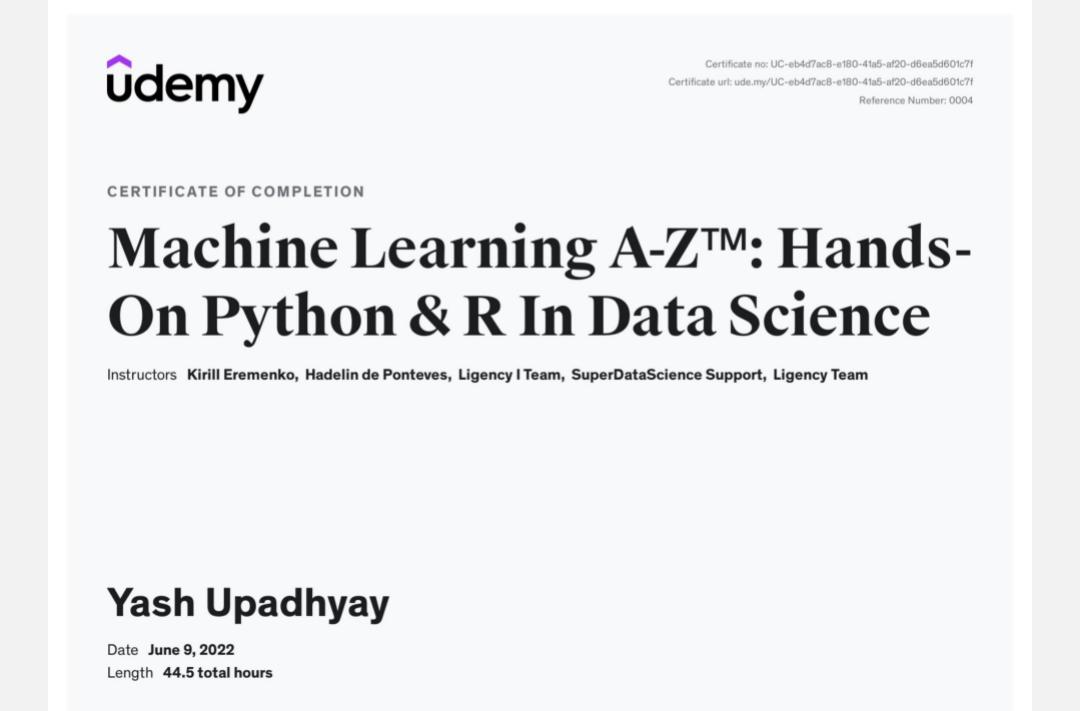 udemy
Certificate no: UC-eb4d7ac8-e180-41a5-af20-d6ea5d601c7f
Certificate url: ude.my/UC-eb4d7ac8-e180-41a5-af20-d6ea5d601c7f
Reference Number: 0004
CERTIFICATE OF COMPLETION
Machine Learning A-Z™: Hands-
On Python & R In Data Science
Instructors Kirill Eremenko, Hadelin de Ponteves, Ligency I Team, SuperDataScience Support, Ligency Team
Yash Upadhyay
Date June 9, 2022
Length 44.5 total hours